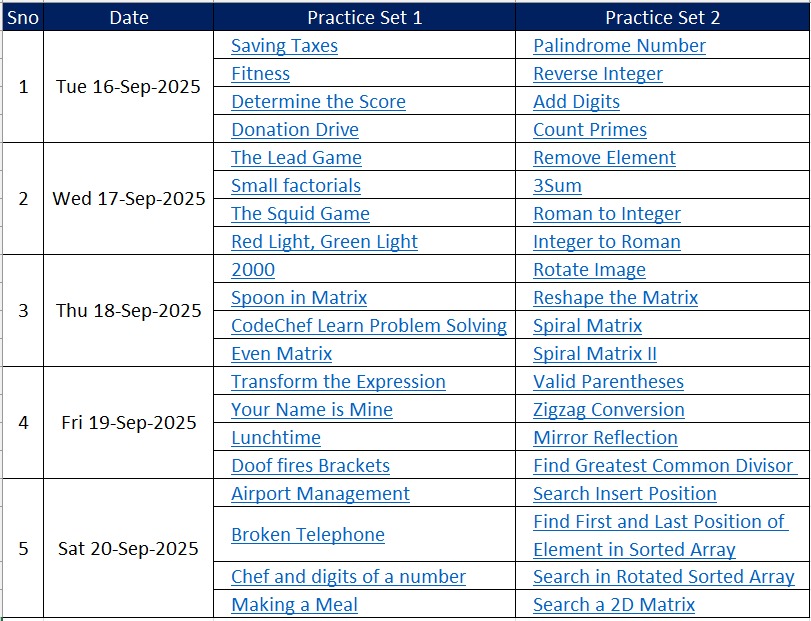 Sno Date Practice Set 1 Practice Set 2
1 Tue 16-Sep-2025 Saving Taxes Palindrome Number
Fitness Reverse Integer
Determine the Score Add Digits
Donation Drive Count Primes
2 Wed 17-Sep-2025 The Lead Game Remove Element
Small factorials 3Sum
The Squid Game Roman to Integer
Red Light, Green Light Integer to Roman
3 Thu 18-Sep-2025 2000 Rotate Image
Spoon in Matrix Reshape the Matrix
CodeChef Learn Problem Solving Spiral Matrix
Even Matrix Spiral Matrix II
4 Fri 19-Sep-2025 Transform the Expression Valid Parentheses
Your Name is Mine Zigzag Conversion
Lunchtime Mirror Reflection
Doof fires Brackets Find Greatest Common Divisor
5 Sat 20-Sep-2025 Airport Management Search Insert Position
Broken Telephone Find First and Last Position of
Element in Sorted Array
Chef and digits of a number Search in Rotated Sorted Array
Making a Meal Search a 2D Matrix